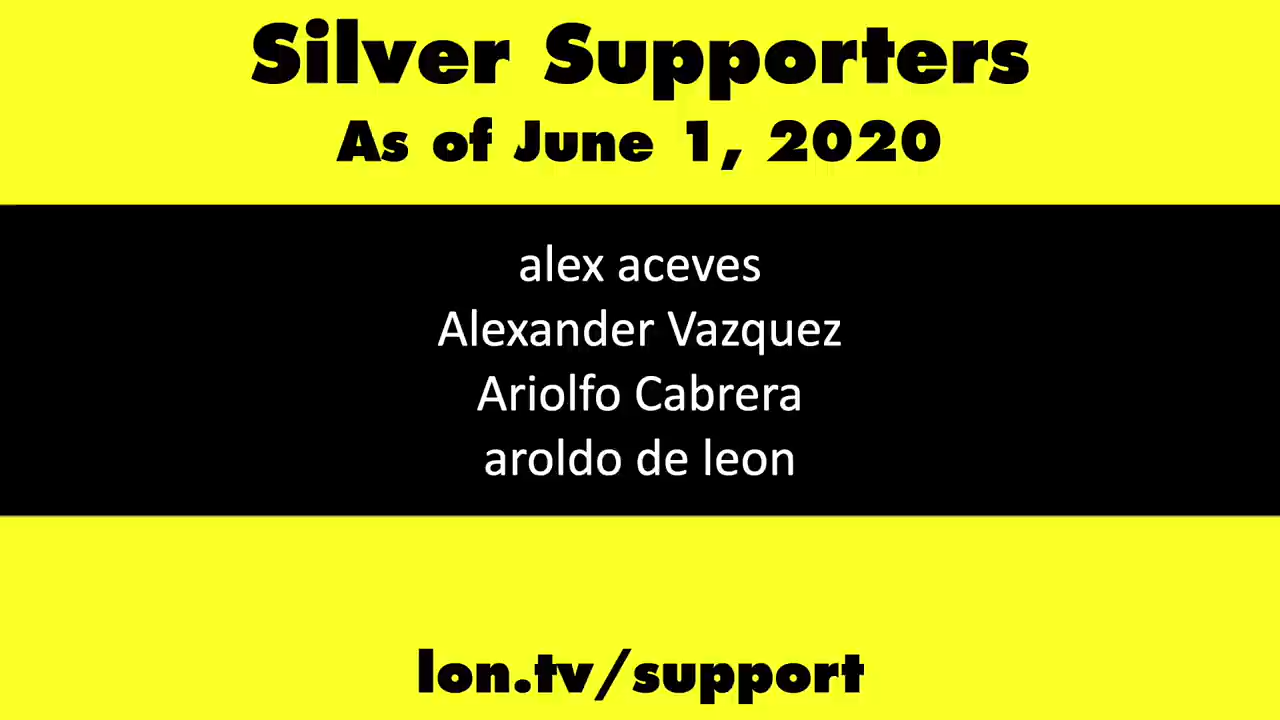 Silver Supporters
As of June 1, 2020
alex aceves
Alexander Vazquez
Ariolfo Cabrera
aroldo de leon
lon.tv/support